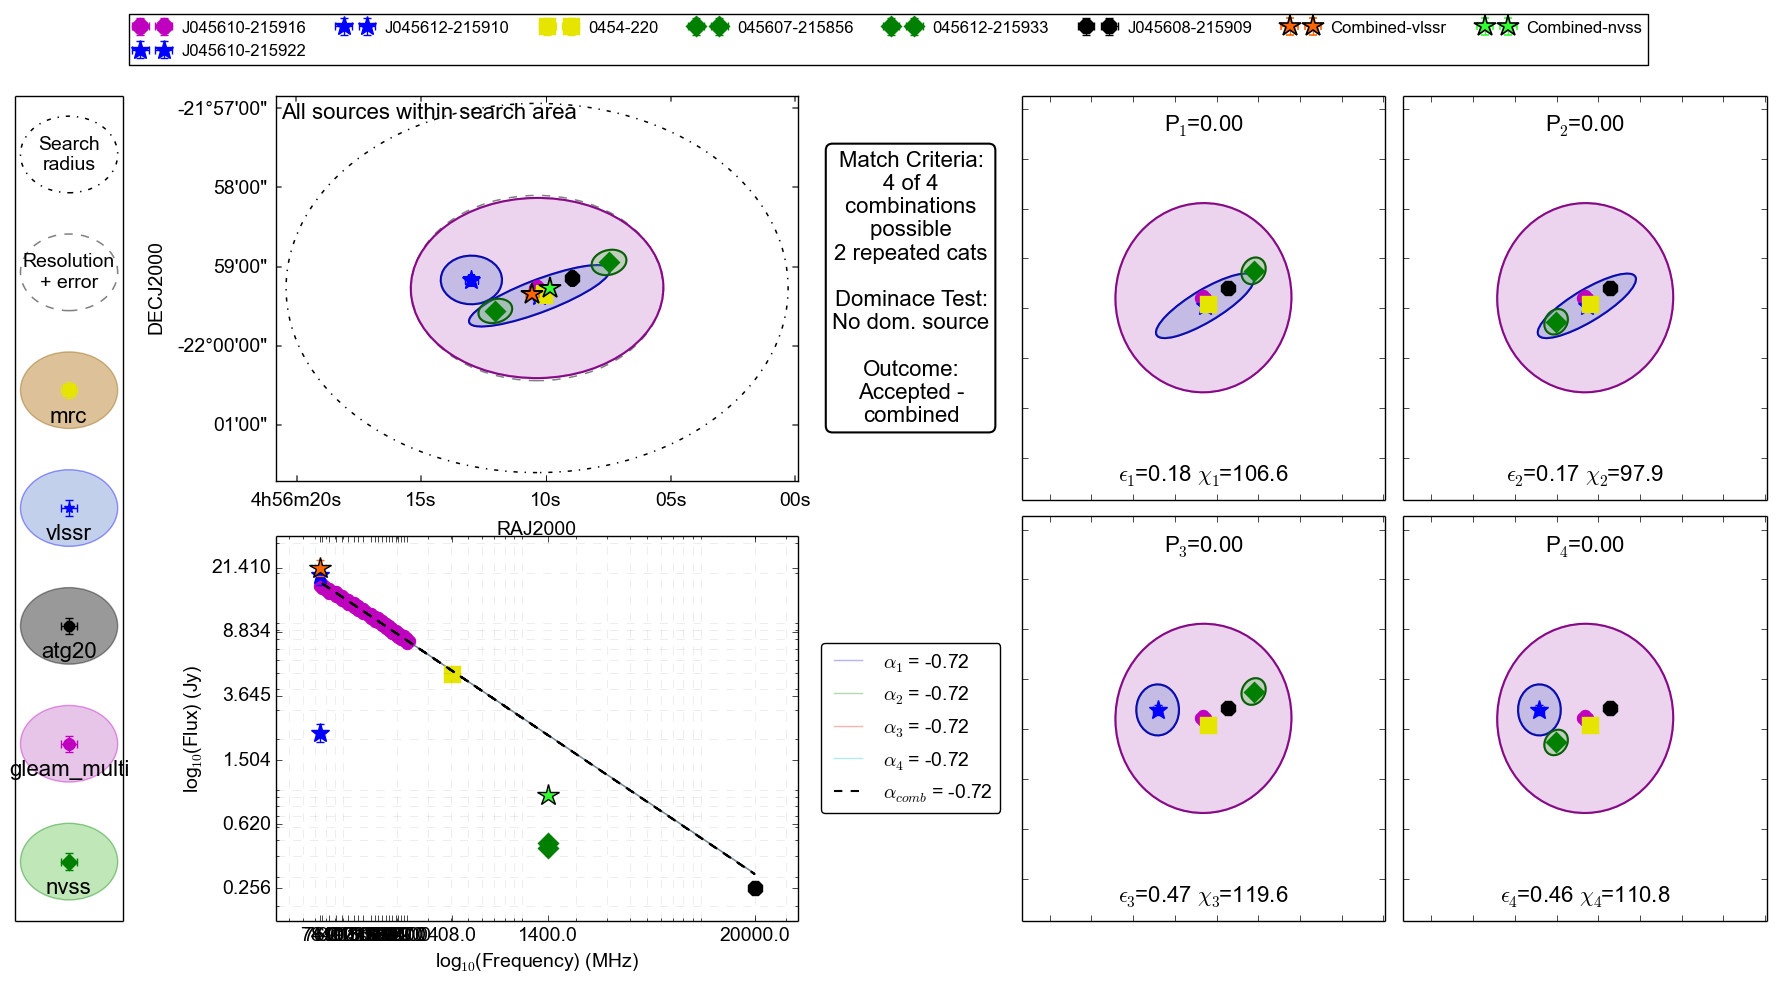 J045610-215916 J045612-215910 0454-220 045607-215856 045612-215933 J045608-215909 Combined-vlssr Combined-nvss
J045610-215922
Search
radius
Resolution
+ error
mrc
vlssr
atg20
gleam_multi
nvss
All sources within search area
-21°57'00"
58'00"
59'00"
-22°00'00"
01'00"
DECJ2000
4h56m20s 15s 10s 05s 00s
RAJ2000
Match Criteria:
4 of 4
combinations
possible
2 repeated cats
Dominace Test:
No dom. source
Outcome:
Accepted -
combined
P1=0.00
ϵ1=0.18 χ1=106.6
P2=0.00
ϵ2=0.17 χ2=97.9
P3=0.00
ϵ3=0.47 χ3=119.6
P4=0.00
ϵ4=0.46 χ4=110.8
21.410
8.834
3.645
1.504
0.620
0.256
log10(Flux) (Jy)
408.0 1400.0 20000.0
log10(Frequency) (MHz)
α1 = -0.72
α2 = -0.72
α3 = -0.72
α4 = -0.72
αcomb = -0.72